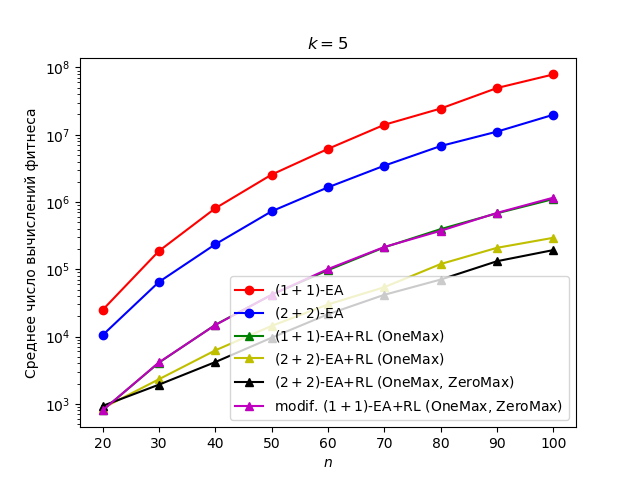 k = 5
Среднее число вычислений фитнеса
10⁸
10⁷
10⁶
10⁵
10⁴
10³
(1 + 1)-EA
(2 + 2)-EA
(1 + 1)-EA+RL (OneMax)
(2 + 2)-EA+RL (OneMax)
(2 + 2)-EA+RL (OneMax, ZeroMax)
modif. (1 + 1)-EA+RL (OneMax, ZeroMax)
20 30 40 50 60 70 80 90 100
n